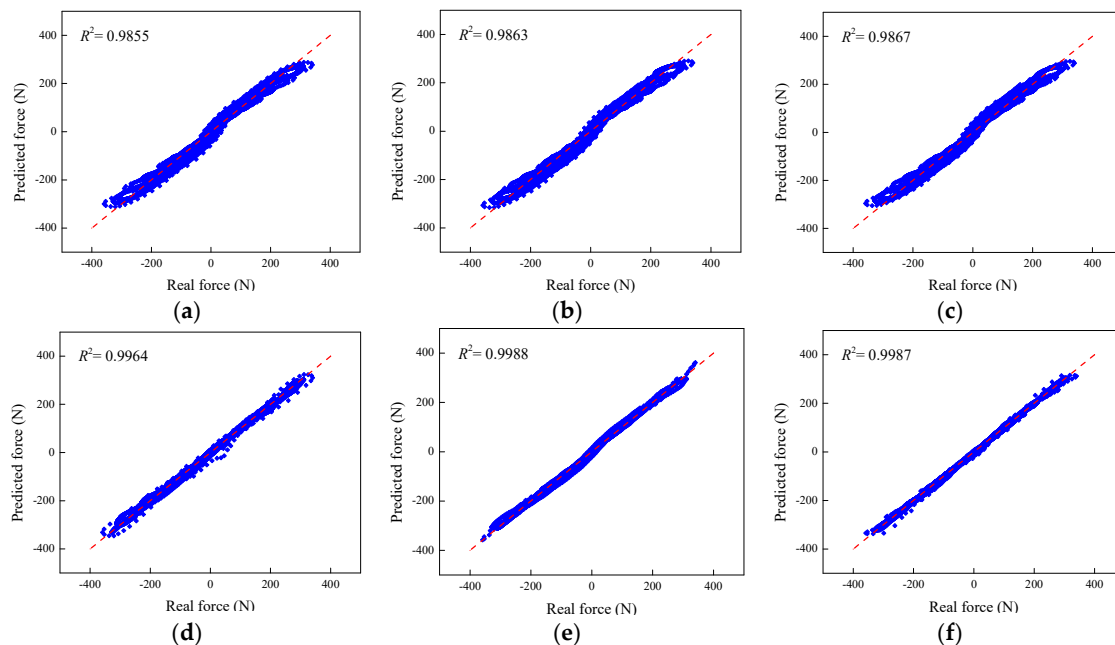 R²= 0.9855
400
200
0
-200
-400
Predicted force (N)
-400 -200 0 200 400
Real force (N)
(a)
R²= 0.9863
400
200
0
-200
-400
Predicted force (N)
-400 -200 0 200 400
Real force (N)
(b)
R²= 0.9867
400
200
0
-200
-400
Predicted force (N)
-400 -200 0 200 400
Real force (N)
(c)
R²= 0.9964
400
200
0
-200
-400
Predicted force (N)
-400 -200 0 200 400
Real force (N)
(d)
R²= 0.9988
400
200
0
-200
-400
Predicted force (N)
-400 -200 0 200 400
Real force (N)
(e)
R²= 0.9987
400
200
0
-200
-400
Predicted force (N)
-400 -200 0 200 400
Real force (N)
(f)